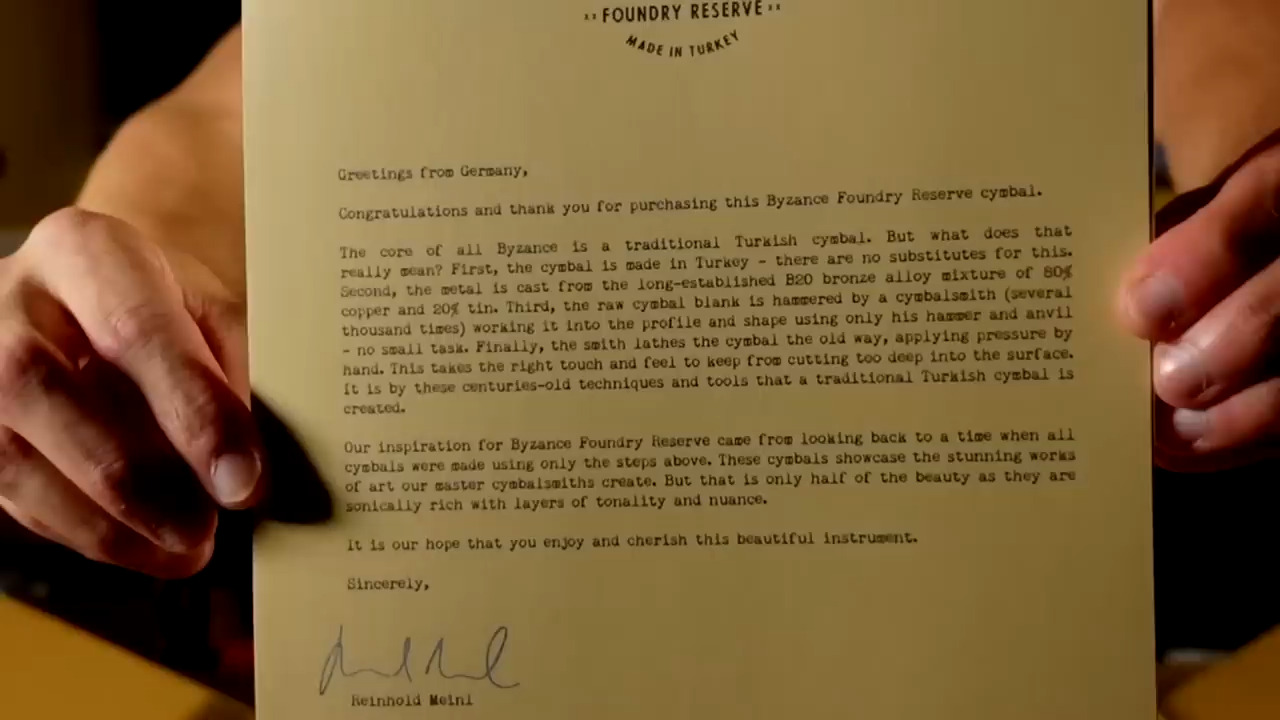 FOUNDRY RESERVE
MADE IN TURKEY
Greetings from Germany,
Congratulations and thank you for purchasing this Byzance Foundry Reserve cymbal.
The core of all Byzance is a traditional Turkish cymbal. But what does that
really mean? First, the cymbal is made in Turkey - there are no substitutes for this.
Second, the metal is cast from the long-established B20 bronze alloy mixture of 80%
copper and 20% tin. Third, the raw cymbal blank is hammered by a cymbalsmith (several
thousand times) working it into the profile and shape using only his hammer and anvil
- no small task. Finally, the smith lathes the cymbal the old way, applying pressure by
hand. This takes the right touch and feel to keep from cutting too deep into the surface.
It is by these centuries-old techniques and tools that a traditional Turkish cymbal is
created.
Our inspiration for Byzance Foundry Reserve came from looking back to a time when all
cymbals were made using only the steps above. These cymbals showcase the stunning works
of art our master cymbalsmiths create. But that is only half of the beauty as they are
sonically rich with layers of tonality and nuance.
It is our hope that you enjoy and cherish this beautiful instrument.
Sincerely,
Reinhold Meinl